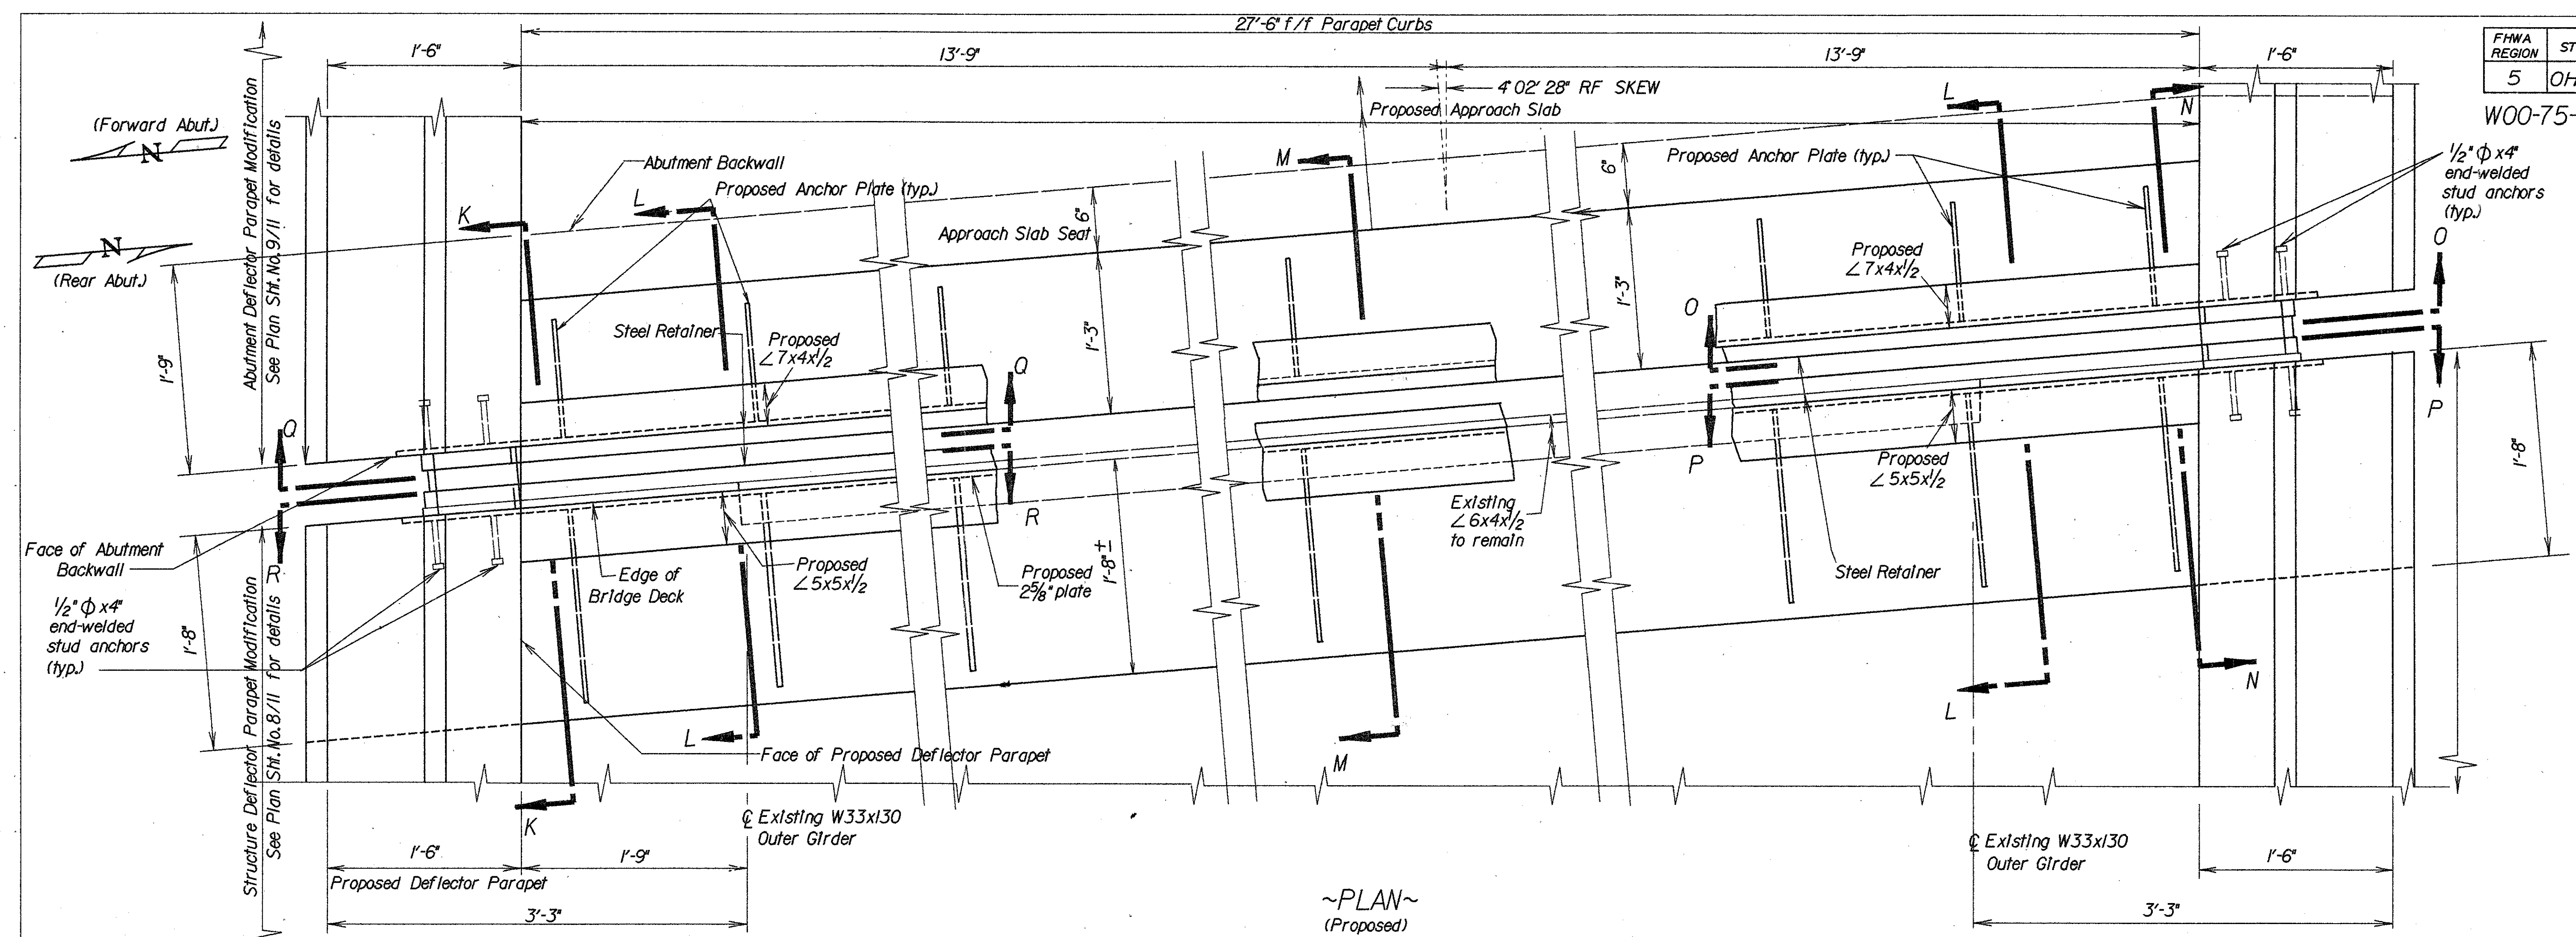 27'-6" f/f Parapet Curbs
1'-6"
13'-9"
13'-9"
1'-6"
FHWA
REGION
5
WOO-75-
4°02'28" RF SKEW
Proposed Approach Slab
(Forward Abut.)
N
(Rear Abut.)
N
Abutment Deflector Parapet Modification
See Plan Sht.No.9/11 for details
Abutment Backwall
Proposed Anchor Plate (typ.)
Approach Slab Seat
6"
M
L
K
L
N
6"
Proposed Anchor Plate (typ.)
1/2" Φ x4"
end-welded
stud anchors
(typ.)
O
1'-9"
Steel Retainer
Proposed
∠7x4x1/2
1'-3"
1'-3"
Proposed
∠7x4x1/2
O
Q
Q
P
P
R
R
1'-8"
Face of Abutment
Backwall
1/2" Φ x4"
end-welded
stud anchors
(typ.)
1'-8"
Structure Deflector Parapet Modification
See Plan Sht.No.8/11 for details
Edge of
Bridge Deck
Proposed
∠5x5x1/2
Proposed
2 5/8" plate
1'-8"±
Existing
∠6x4x1/2
to remain
Proposed
∠5x5x1/2
Steel Retainer
L
Face of Proposed Deflector Parapet
M
L
N
K
℄ Existing W33x130
Outer Girder
℄ Existing W33x130
Outer Girder
1'-6"
1'-9"
1'-6"
Proposed Deflector Parapet
3'-3"
3'-3"
~PLAN~
(Proposed)